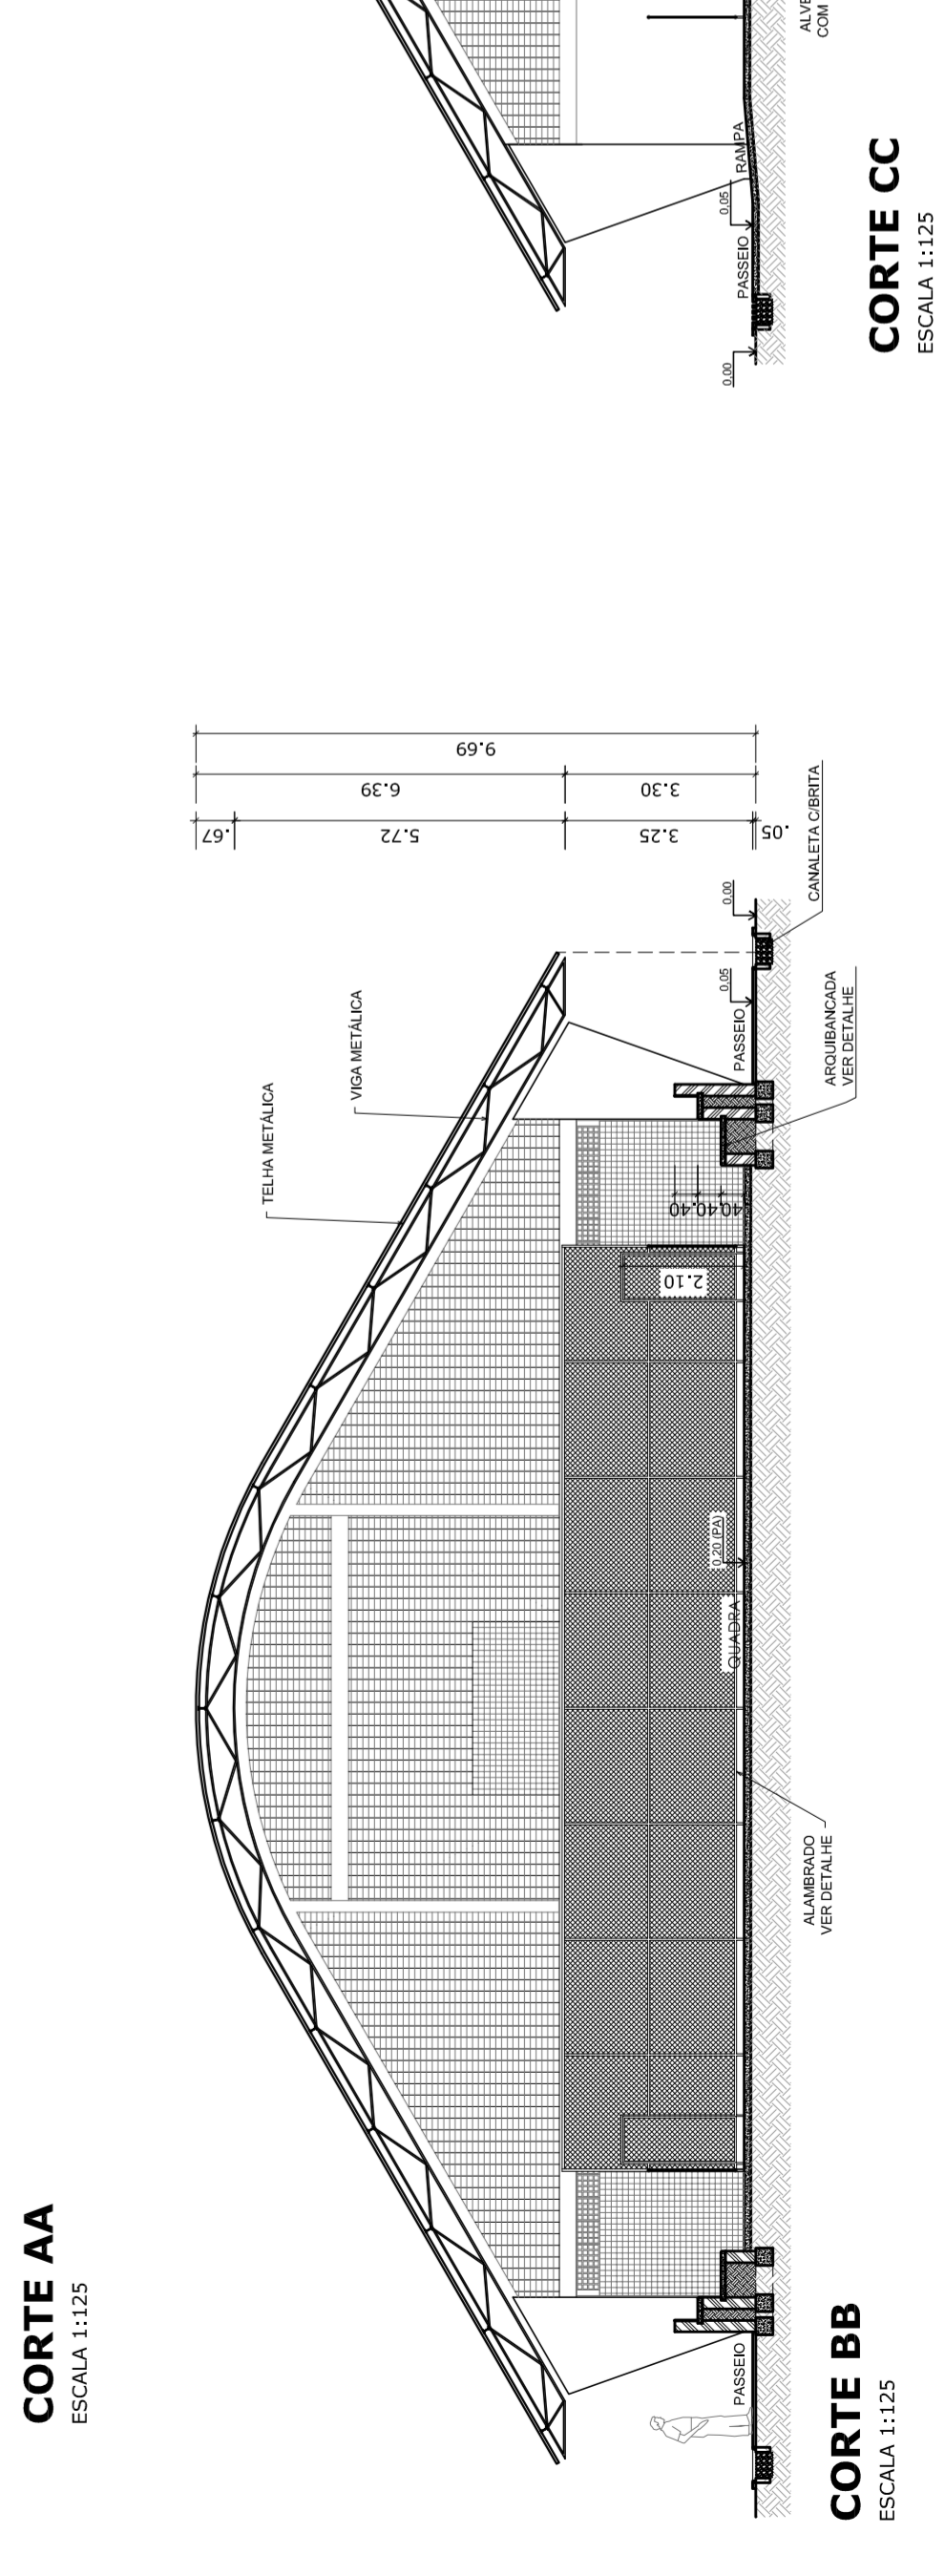 CORTE AA
ESCALA 1:125
TELHA METÁLICA
VIGA METÁLICA
.67
5.72
3.25
.05
6.39
3.30
9.69
0,00
0,05
PASSEIO
CANALETA C/BRITA
ARQUIBANCADA
VER DETALHE
.40
.40
.40
2.10
0,20 (PA)
QUADRA
ALAMBRADO
VER DETALHE
PASSEIO
CORTE BB
ESCALA 1:125
0,00
PASSEIO
0,05
RAMPA
ALVE
COM
CORTE CC
ESCALA 1:125